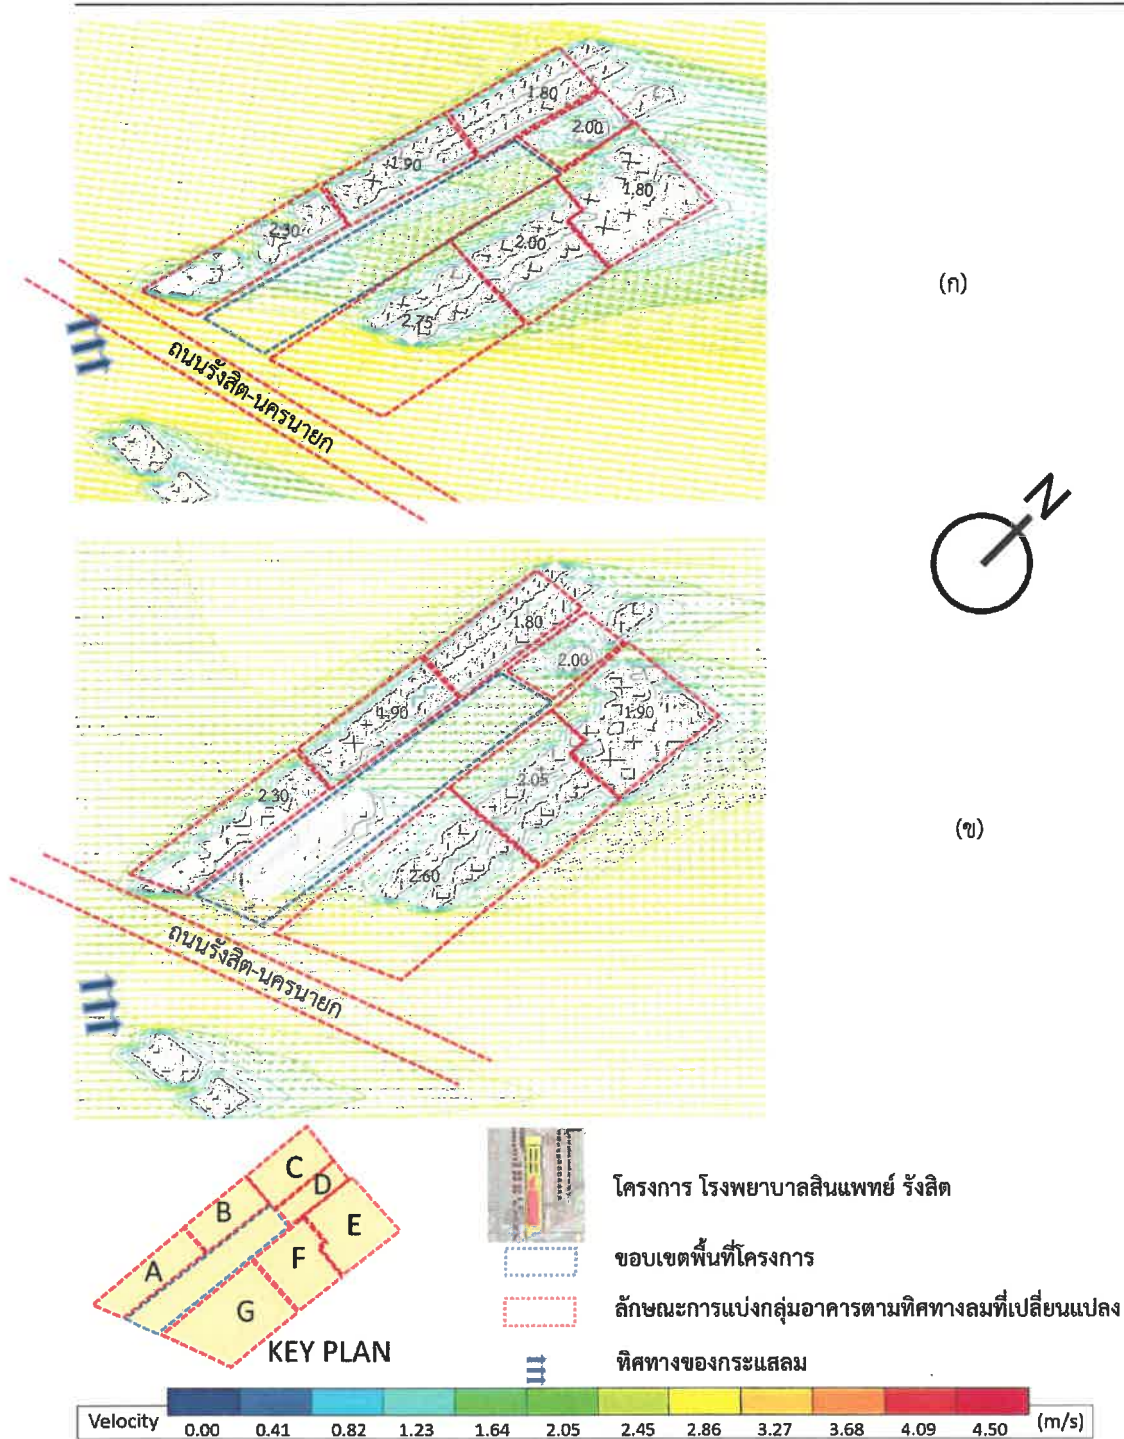 1.80
2.00
1.90
1.80
2.30
2.00
2.75
(ก)
ถนนรังสิต-นครนายก
N
1.80
2.00
1.90
1.90
2.05
2.30
2.60
(ข)
ถนนรังสิต-นครนายก
C
D
B
E
A
F
G
KEY PLAN
โครงการ โรงพยาบาลสินแพทย์ รังสิต
ขอบเขตพื้นที่โครงการ
ลักษณะการแบ่งกลุ่มอาคารตามทิศทางลมที่เปลี่ยนแปลง
ทิศทางของกระแสลม
Velocity 0.00 0.41 0.82 1.23 1.64 2.05 2.45 2.86 3.27 3.68 4.09 4.50 (m/s)